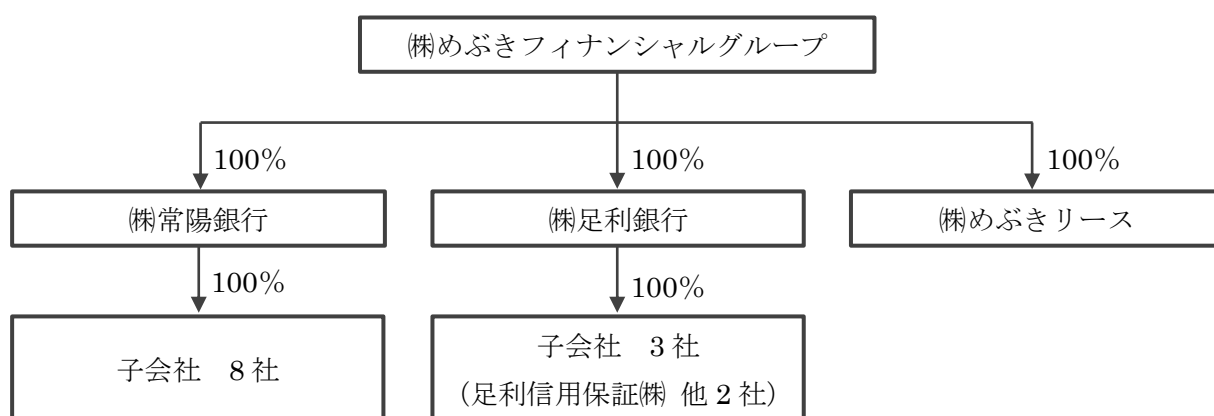 ㈱めぶきフィナンシャルグループ
100％
100％
100％
㈱常陽銀行
㈱足利銀行
㈱めぶきリース
100％
100％
子会社　8 社
子会社　3 社
（足利信用保証㈱ 他 2 社）